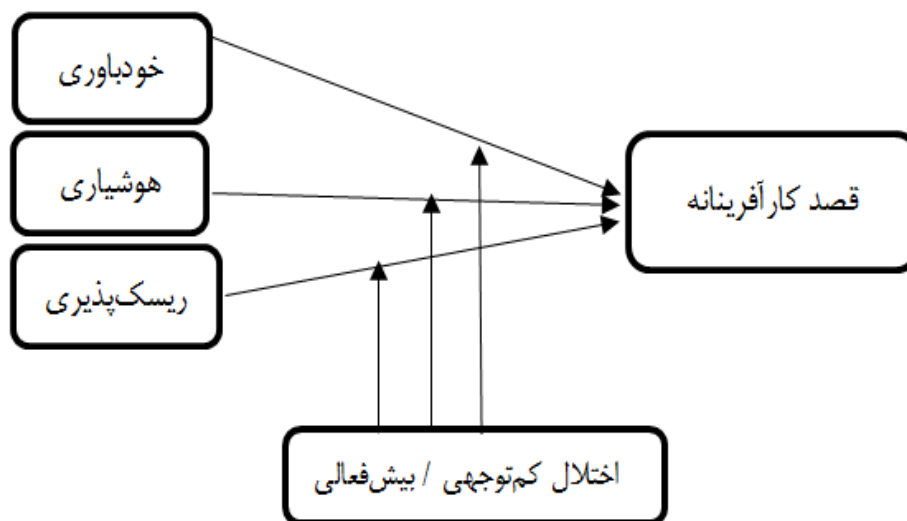 خودباوری
هوشیاری
ریسک‌پذیری
قصد کارآفرینانه
اختلال کم‌توجهی / بیش‌فعالی